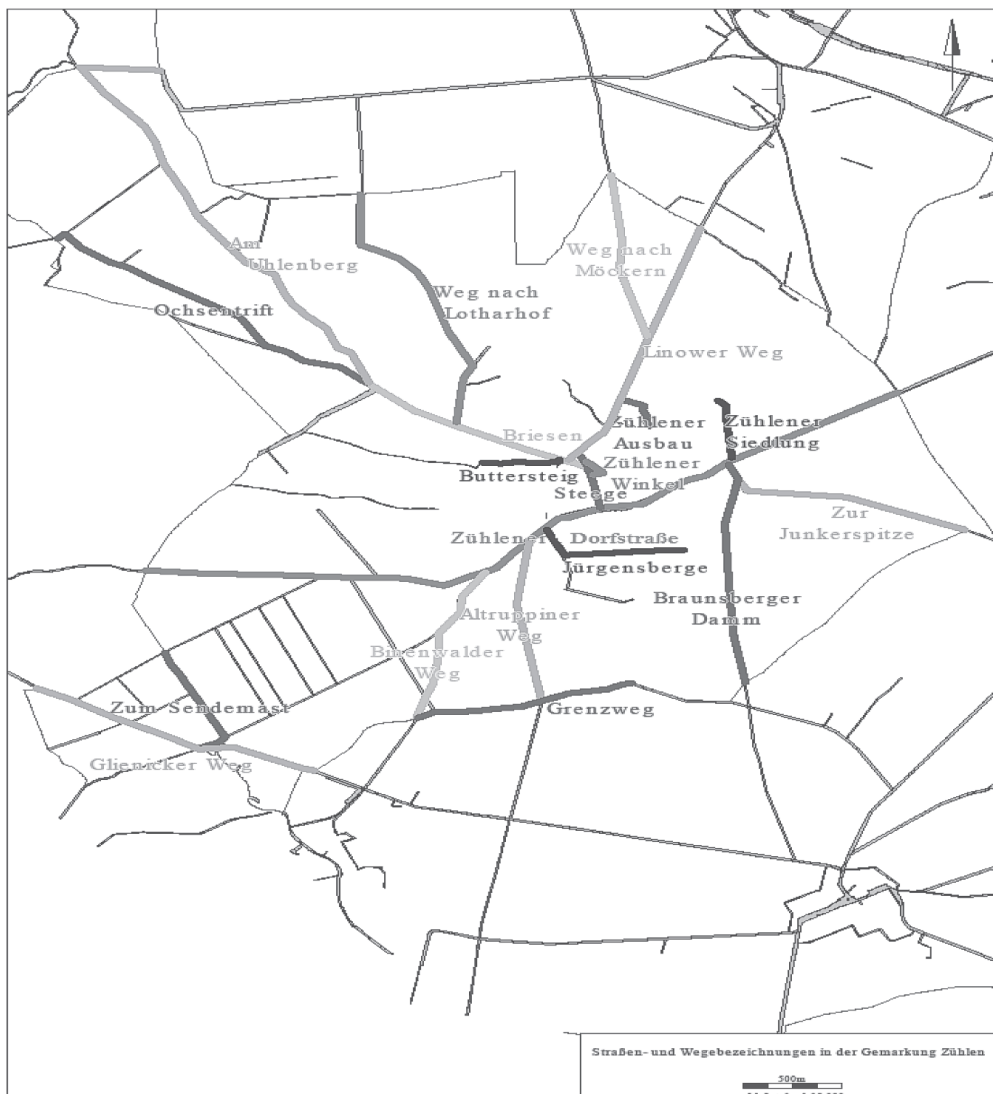 Am
Uhlenberg
Weg nach
Möckern
Weg nach
Lotharhof
Ochsentrift
Linower Weg
Briesen
Zühlener
Ausbau
Zühlener
Siedlung
Buttersteig
Zühlener
Winkel
Steege
Zur
Junkerspitze
Zühlener Dorfstraße
Jürgensberge
Braunsberger
Damm
Altruppiner
Weg
Binenwalder
Weg
Zum Sendemast
Grenzweg
Glienicker Weg
Straßen- und Wegebezeichnungen in der Gemarkung Zühlen
500m